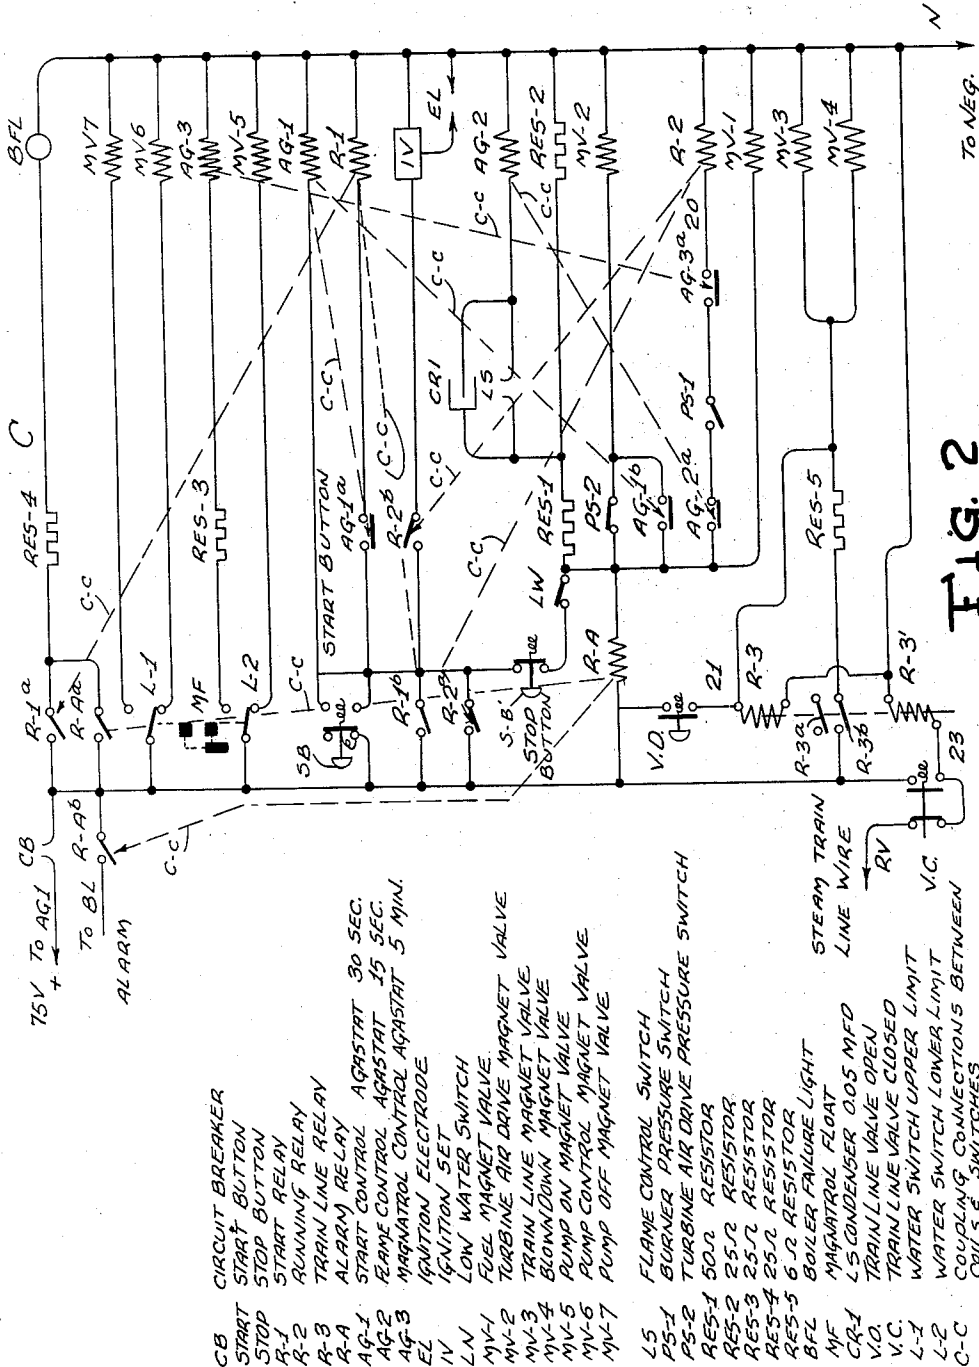 75V To AG1
+
CB
To BL
ALARM
R-1a
R-Aa
R-Ab
C-C
RES-4
C
BFL
MV7
MV6
AG-3
MV-5
AG-1
R-1
IV
EL
AG-2
RES-2
MV-2
R-2
MV-1
MV-3
MV-4
N
TO NEG.
L-1
MF
L-2
RES-3
C-C
SB
START BUTTON
AG-1a
R-2b
C-C
C-C
C-C
C-C
C-C
C-C
R-1b
R-2a
CR1
LS
S-B'
STOP
BUTTON
LW
RES-1
C-C
R-A
PS-2
AG-1b
AG-2a
PS-1
AG-3a
20
V.D.
21
R-3
R-3a
R-3b
R-3'
RES-5
23
STEAM TRAIN
LINE WIRE
RV
V.C.
CB CIRCUIT BREAKER
START START BUTTON
STOP STOP BUTTON
R-1 START RELAY
R-2 RUNNING RELAY
R-3 TRAIN LINE RELAY
R-A ALARM RELAY
AG-1 START CONTROL AGASTAT 30 SEC.
AG-2 FLAME CONTROL AGASTAT 15 SEC.
AG-3 MAGNATROL CONTROL AGASTAT 5 MIN.
EL IGNITION ELECTRODE
IV IGNITION SET
LN LOW WATER SWITCH
MV-1 FUEL MAGNET VALVE
MV-2 TURBINE AIR DRIVE MAGNET VALVE
MV-3 TRAIN LINE MAGNET VALVE
MV-4 BLOWNDOWN MAGNET VALVE
MV-5 PUMP ON MAGNET VALVE
MV-6 PUMP CONTROL MAGNET VALVE
MV-7 PUMP OFF MAGNET VALVE
LS FLAME CONTROL SWITCH
PS-1 BURNER PRESSURE SWITCH
PS-2 TURBINE AIR DRIVE PRESSURE SWITCH
RES-1 50Ω RESISTOR
RES-2 25Ω RESISTOR
RES-3 25Ω RESISTOR
RES-4 25Ω RESISTOR
RES-5 6Ω RESISTOR
BFL BOILER FAILURE LIGHT
MF MAGNATROL FLOAT
CR-1 LS CONDENSER 0.05 MFD
V.O. TRAIN LINE VALVE OPEN
V.C. TRAIN LINE VALVE CLOSED
L-1 WATER SWITCH UPPER LIMIT
L-2 WATER SWITCH LOWER LIMIT
C-C COUPLING CONNECTIONS BETWEEN
COILS & SWITCHES
FIG. 2